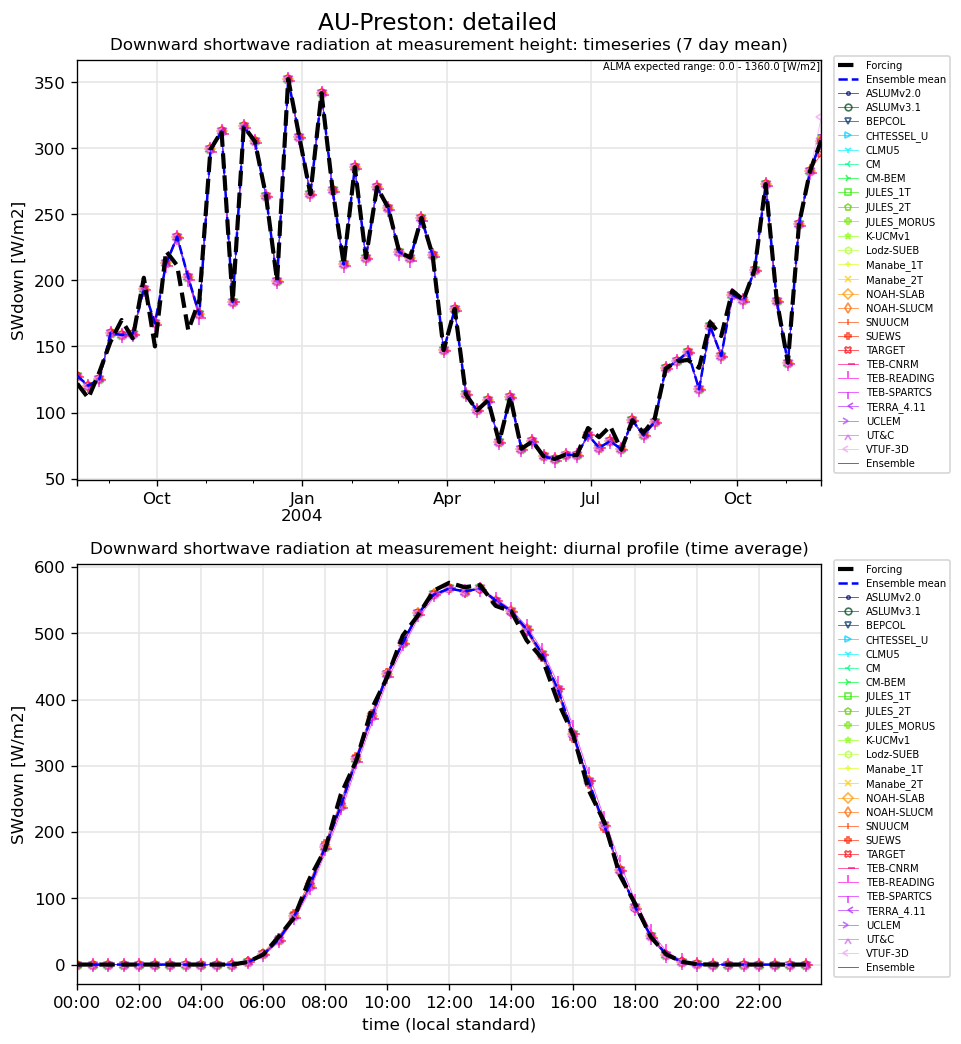 AU-Preston: detailed
Downward shortwave radiation at measurement height: timeseries (7 day mean)
ALMA expected range: 0.0 - 1360.0 [W/m2]
SWdown [W/m2]
350
300
250
200
150
100
50
Oct
Jan
2004
Apr
Jul
Oct
Forcing
Ensemble mean
ASLUMv2.0
ASLUMv3.1
BEPCOL
CHTESSEL_U
CLMU5
CM
CM-BEM
JULES_1T
JULES_2T
JULES_MORUS
K-UCMv1
Lodz-SUEB
Manabe_1T
Manabe_2T
NOAH-SLAB
NOAH-SLUCM
SNUUCM
SUEWS
TARGET
TEB-CNRM
TEB-READING
TEB-SPARTCS
TERRA_4.11
UCLEM
UT&C
VTUF-3D
Ensemble
Downward shortwave radiation at measurement height: diurnal profile (time average)
SWdown [W/m2]
600
500
400
300
200
100
0
00:00
02:00
04:00
06:00
08:00
10:00
12:00
14:00
16:00
18:00
20:00
22:00
time (local standard)
Forcing
Ensemble mean
ASLUMv2.0
ASLUMv3.1
BEPCOL
CHTESSEL_U
CLMU5
CM
CM-BEM
JULES_1T
JULES_2T
JULES_MORUS
K-UCMv1
Lodz-SUEB
Manabe_1T
Manabe_2T
NOAH-SLAB
NOAH-SLUCM
SNUUCM
SUEWS
TARGET
TEB-CNRM
TEB-READING
TEB-SPARTCS
TERRA_4.11
UCLEM
UT&C
VTUF-3D
Ensemble